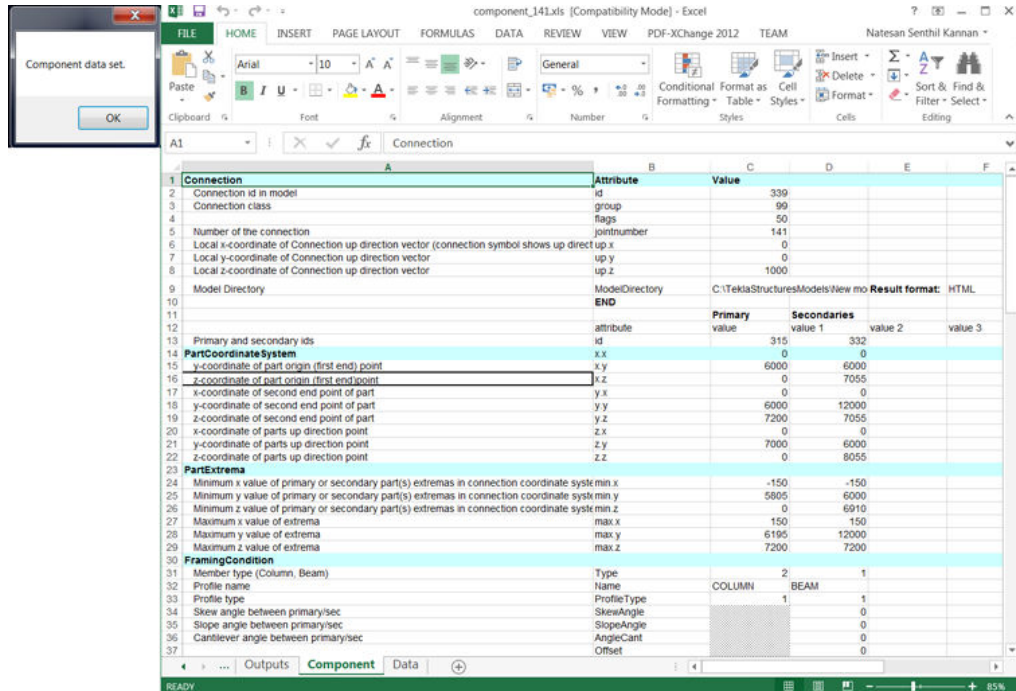 component_141.xls [Compatibility Mode] - Excel
FILE HOME INSERT PAGE LAYOUT FORMULAS DATA REVIEW VIEW PDF-XChange 2012 TEAM Natesan Senthil Kannan
Component data set.
OK
Paste
Arial 10
B I U
General
Conditional Format as Cell
Formatting Table Styles
Insert
Delete
Format
Sort & Find &
Filter Select
Clipboard Font Alignment Number Styles Cells Editing
A1 fx Connection
A B C D E F
1 Connection Attribute Value
2 Connection id in model id 339
3 Connection class group 99
4 flags 50
5 Number of the connection jointnumber 141
6 Local x-coordinate of Connection up direction vector (connection symbol shows up direct up.x 0
7 Local y-coordinate of Connection up direction vector up.y 0
8 Local z-coordinate of Connection up direction vector up.z 1000
9 Model Directory ModelDirectory C:\TeklaStructuresModels\New mo Result format: HTML
10 END
11 Primary Secondaries
12 attribute value value 1 value 2 value 3
13 Primary and secondary ids id 315 332
14 PartCoordinateSystem x.x 0 0
15 y-coordinate of part origin (first end) point x.y 6000 6000
16 z-coordinate of part origin (first end)point x.z 0 7055
17 x-coordinate of second end point of part y.x 0 0
18 y-coordinate of second end point of part y.y 6000 12000
19 z-coordinate of second end point of part y.z 7200 7055
20 x-coordinate of parts up direction point z.x 0 0
21 y-coordinate of parts up direction point z.y 7000 6000
22 z-coordinate of parts up direction point z.z 0 8055
23 PartExtrema
24 Minimum x value of primary or secondary part(s) extremas in connection coordinate syste min.x -150 -150
25 Minimum y value of primary or secondary part(s) extremas in connection coordinate syste min.y 5805 6000
26 Minimum z value of primary or secondary part(s) extremas in connection coordinate syste min.z 0 6910
27 Maximum x value of extrema max.x 150 150
28 Maximum y value of extrema max.y 6195 12000
29 Maximum z value of extrema max.z 7200 7200
30 FramingCondition
31 Member type (Column, Beam) Type 2 1
32 Profile name Name COLUMN BEAM
33 Profile type ProfileType 1 1
34 Skew angle between primary/sec SkewAngle 0
35 Slope angle between primary/sec SlopeAngle 0
36 Cantilever angle between primary/sec AngleCant 0
37 Offset 0
... Outputs Component Data
READY 85%